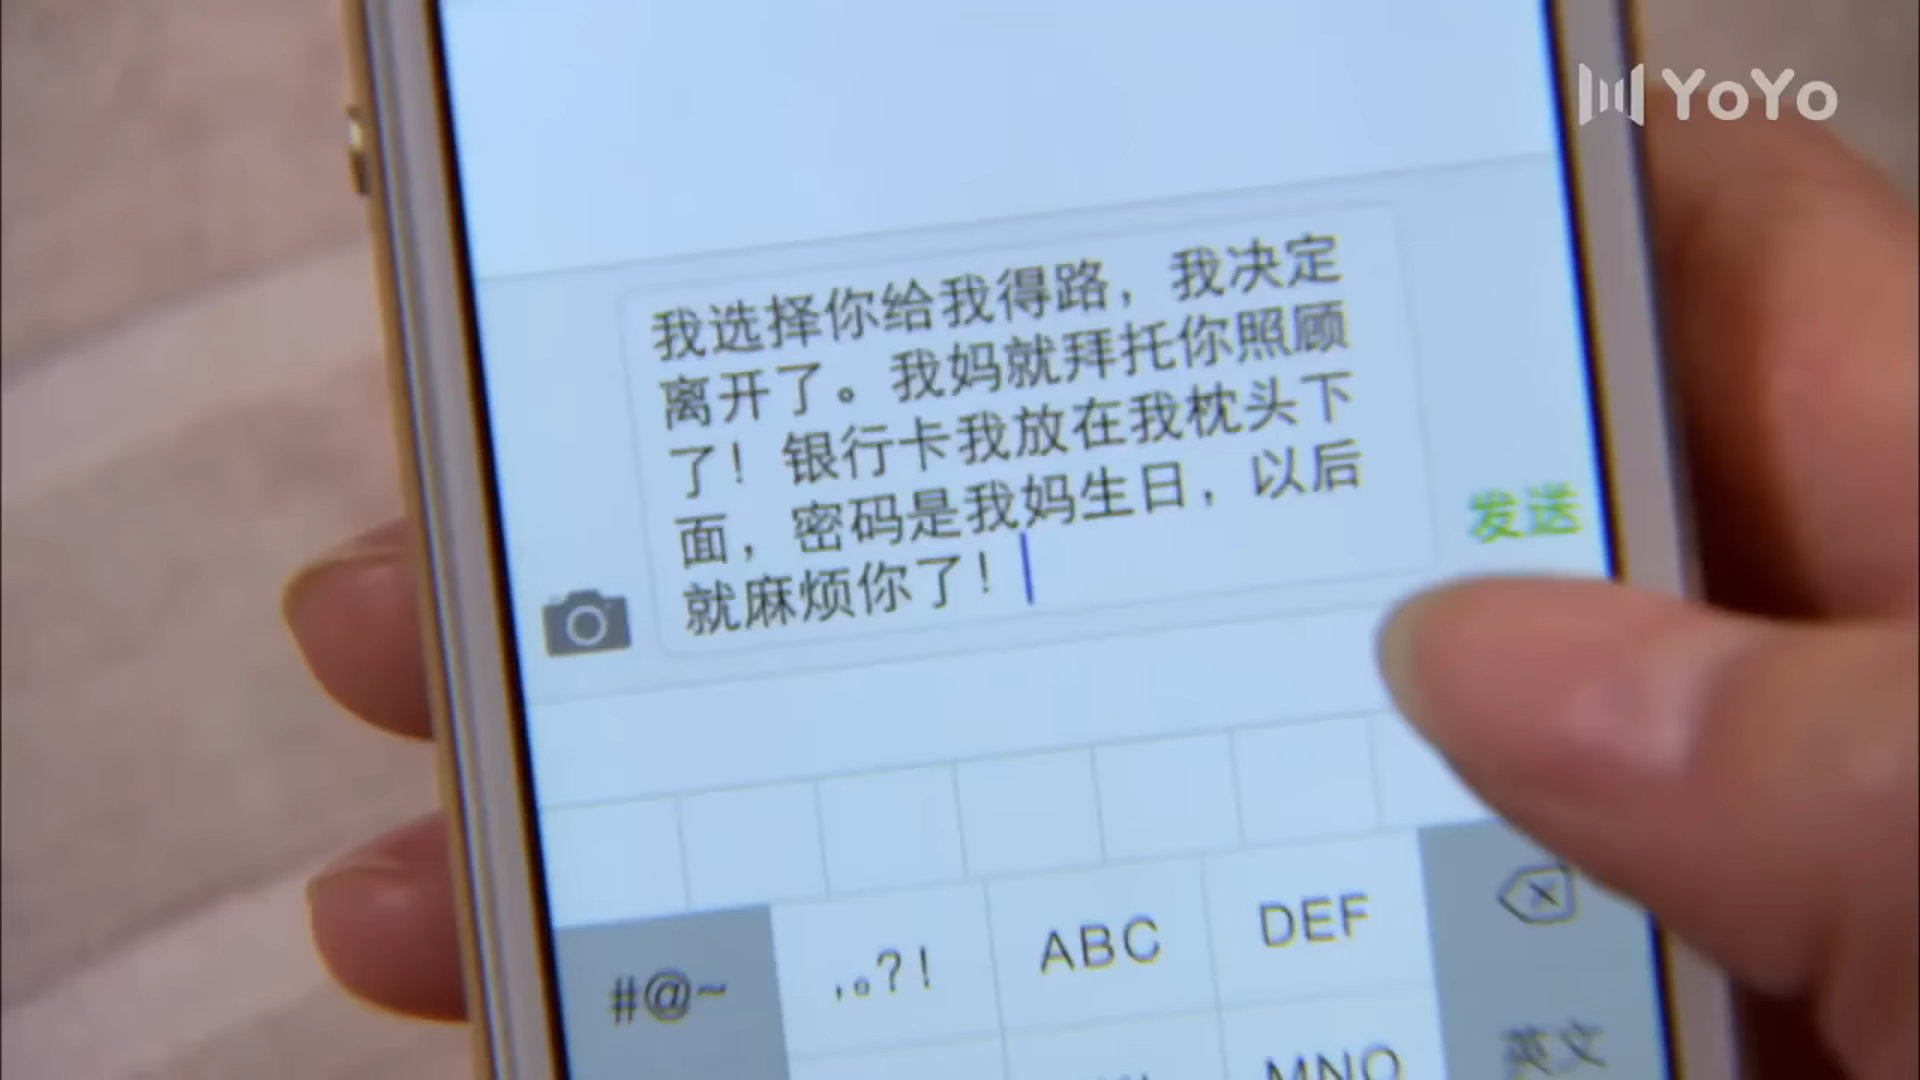 YoYo
我选择你给我得路，我决定
离开了。我妈就拜托你照顾
了！银行卡我放在我枕头下
面，密码是我妈生日，以后
就麻烦你了！
发送
#@~
,。?!
ABC
DEF
MNO
英文